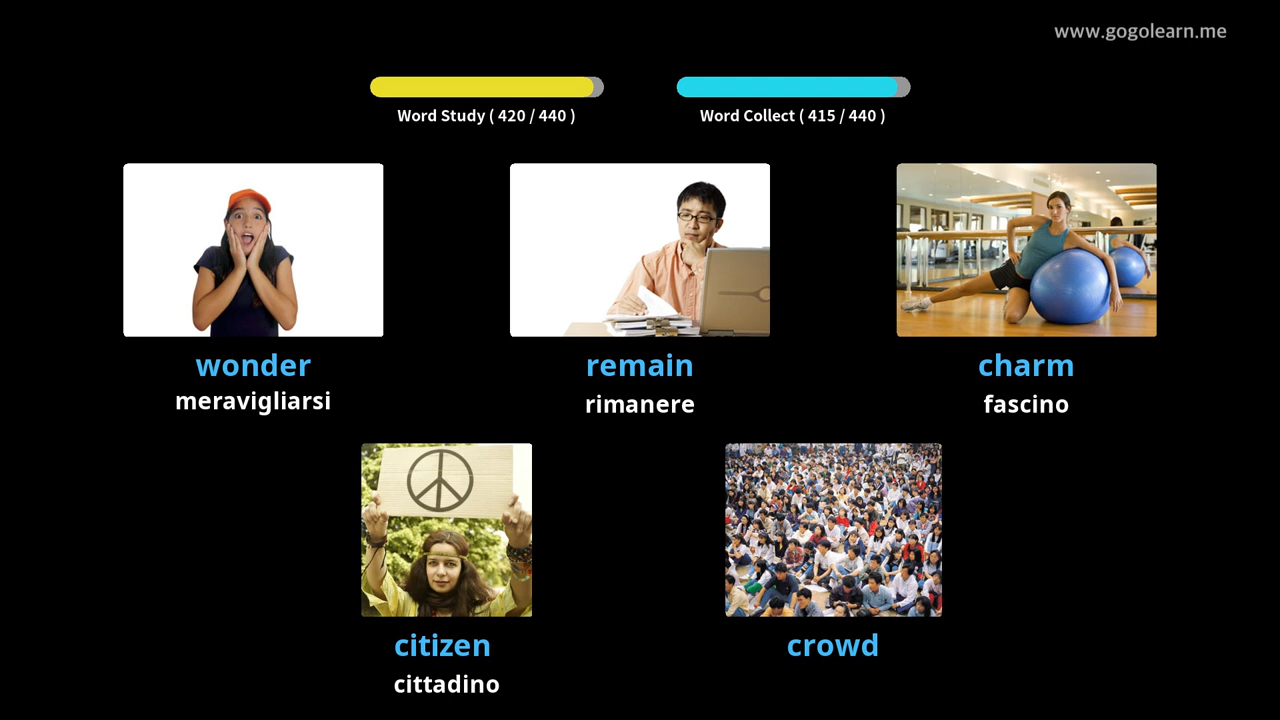 www.gogolearn.me
Word Study ( 420 / 440 )
Word Collect ( 415 / 440 )
wonder
meravigliarsi
remain
rimanere
charm
fascino
citizen
cittadino
crowd